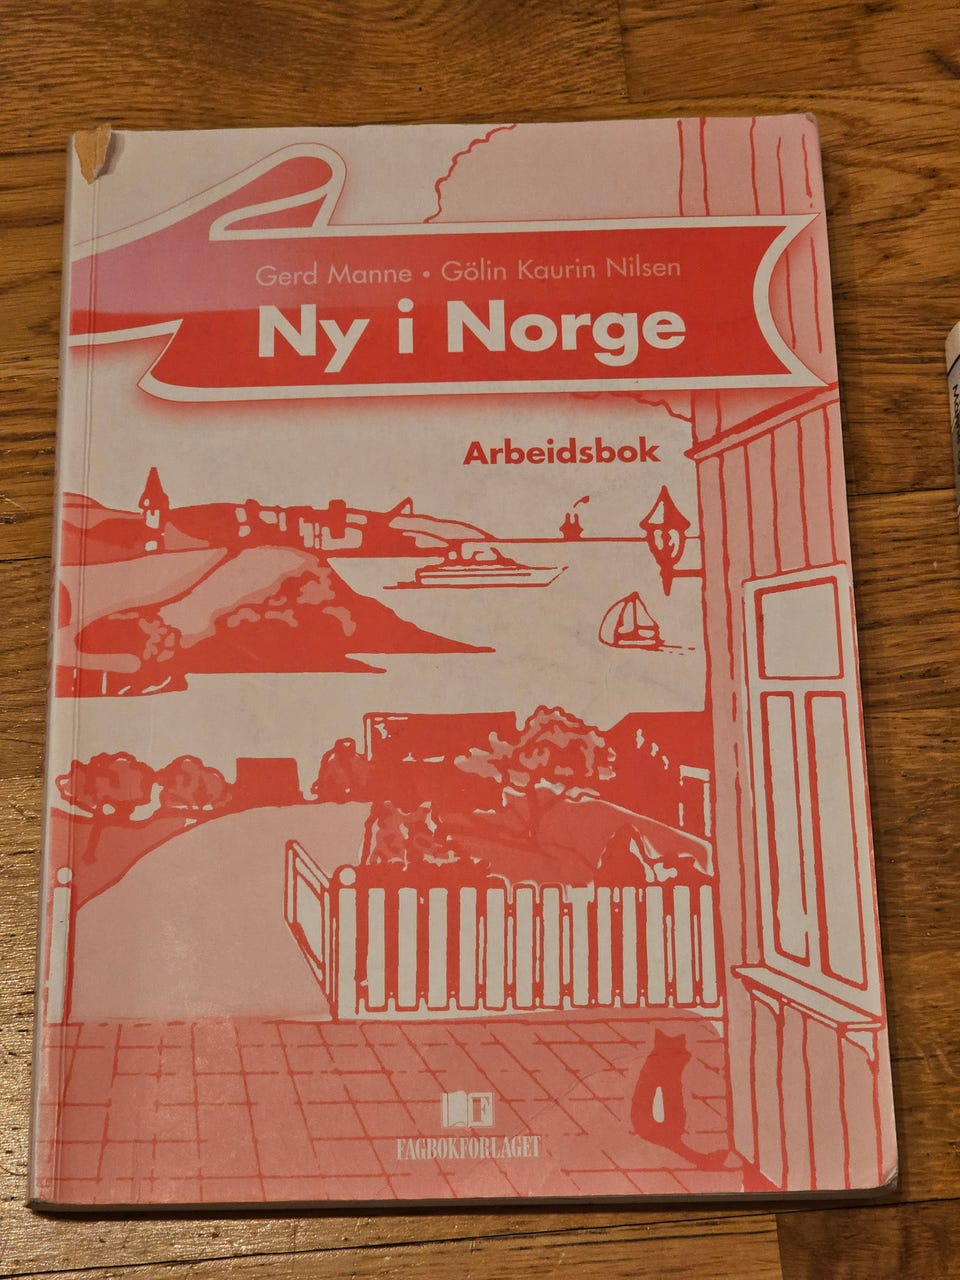 Gerd Manne • Gölin Kaurin Nilsen
Ny i Norge
Arbeidsbok
F
FAGBOKFORLAGET